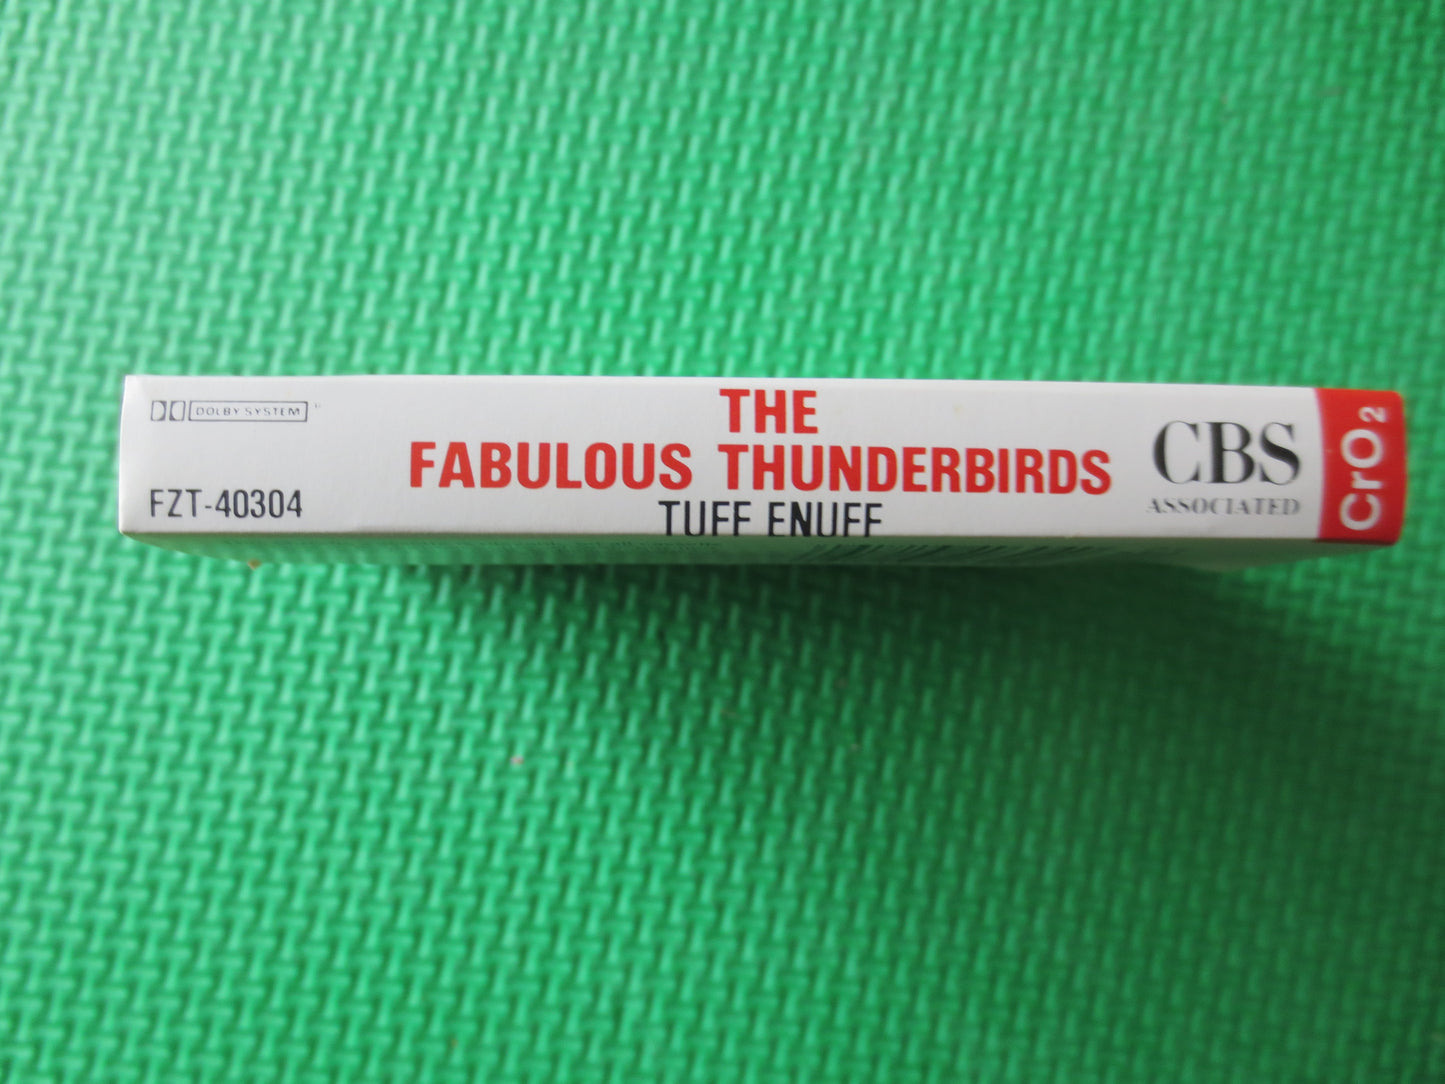 DOLBY SYSTEM
FZT-40304
THE
FABULOUS THUNDERBIRDS
TUFF ENUFF
CBS
ASSOCIATED
CrO₂